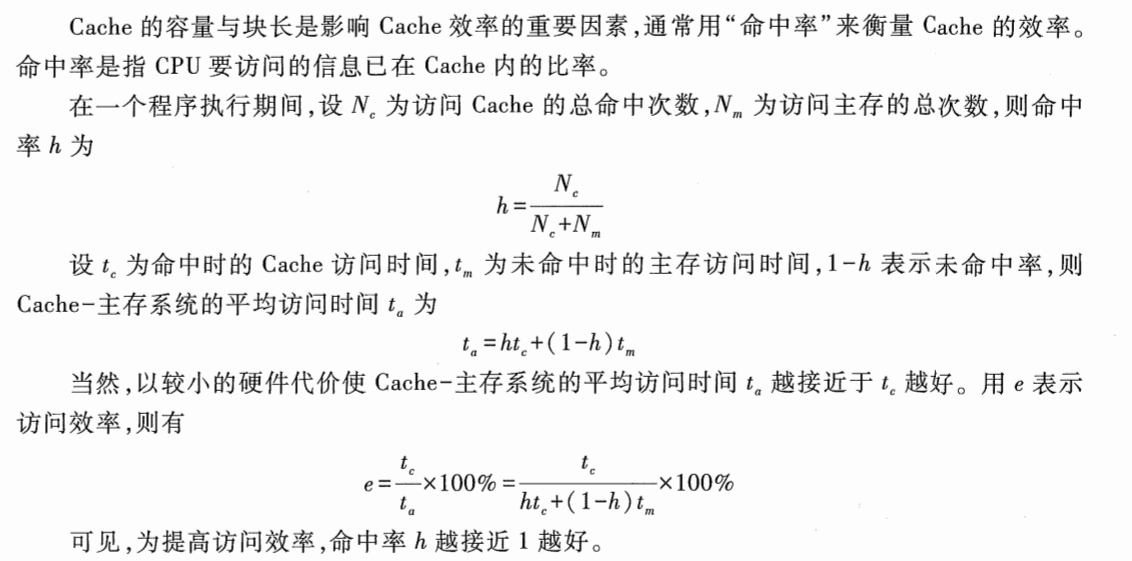 Cache 的容量与块长是影响 Cache 效率的重要因素,通常用“命中率”来衡量 Cache 的效率。
命中率是指 CPU 要访问的信息已在 Cache 内的比率。
在一个程序执行期间,设 N_c 为访问 Cache 的总命中次数,N_m 为访问主存的总次数,则命中
率 h 为
h = \frac{N_c}{N_c+N_m}
设 t_c 为命中时的 Cache 访问时间,t_m 为未命中时的主存访问时间,1-h 表示未命中率,则
Cache-主存系统的平均访问时间 t_a 为
t_a = ht_c+(1-h)t_m
当然,以较小的硬件代价使 Cache-主存系统的平均访问时间 t_a 越接近于 t_c 越好。用 e 表示
访问效率,则有
e = \frac{t_c}{t_a}×100% = \frac{t_c}{ht_c+(1-h)t_m}×100%
可见,为提高访问效率,命中率 h 越接近 1 越好。